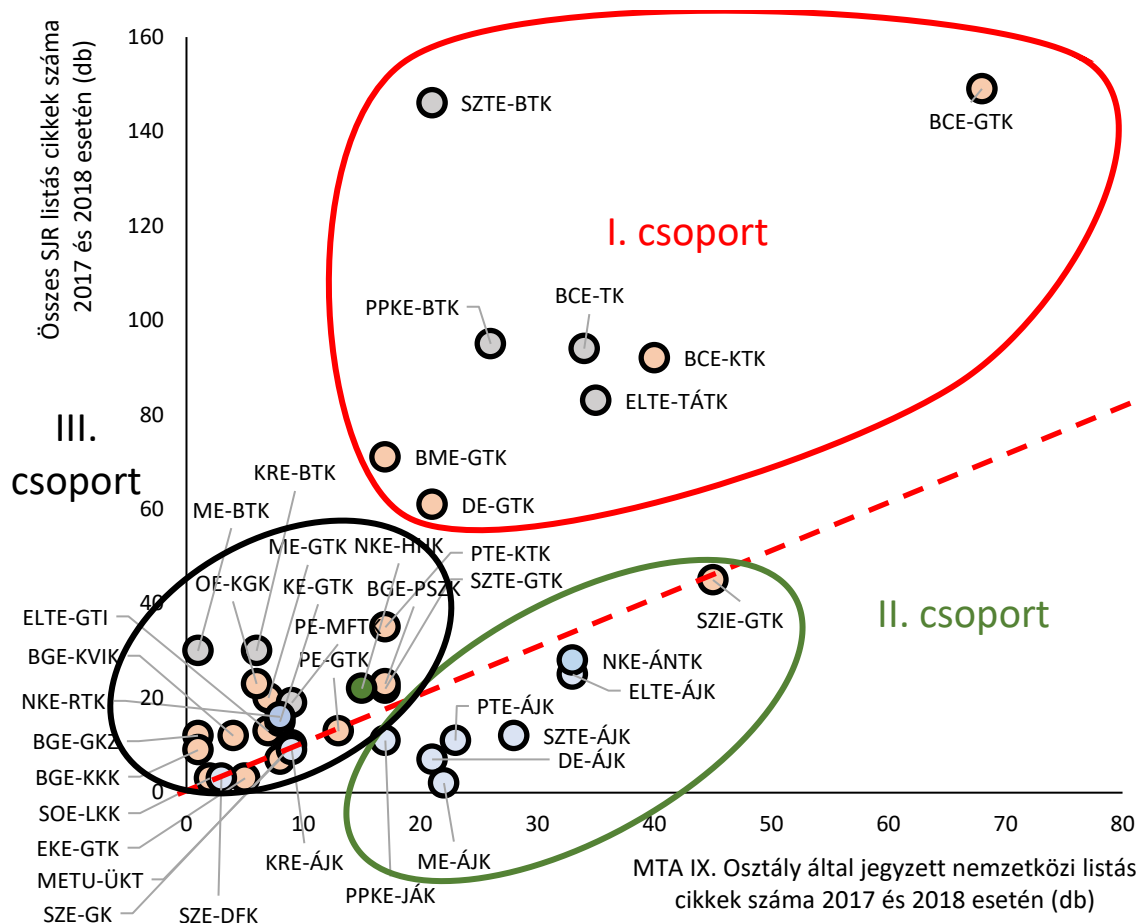 Összes SJR listás cikkek száma
2017 és 2018 esetén (db)
160
140
120
100
80
60
40
20
0
SZTE-BTK
BCE-GTK
I. csoport
PPKE-BTK
BCE-TK
BCE-KTK
ELTE-TÁTK
BME-GTK
DE-GTK
III.
csoport
KRE-BTK
ME-BTK
ME-GTK
NKE-HHK
PTE-KTK
OE-KGK
KE-GTK
BGE-PSZK
SZTE-GTK
ELTE-GTI
PE-MFTK
BGE-KVIK
PE-GTK
NKE-RTK
BGE-GKZ
BGE-KKK
SOE-LKK
EKE-GTK
METU-ÜKT
SZE-GK
SZE-DFK
KRE-ÁJK
PPKE-JÁK
SZIE-GTK
II. csoport
NKE-ÁNTK
ELTE-ÁJK
PTE-ÁJK
SZTE-ÁJK
DE-ÁJK
ME-ÁJK
0
10
20
30
40
50
60
70
80
MTA IX. Osztály által jegyzett nemzetközi listás
cikkek száma 2017 és 2018 esetén (db)